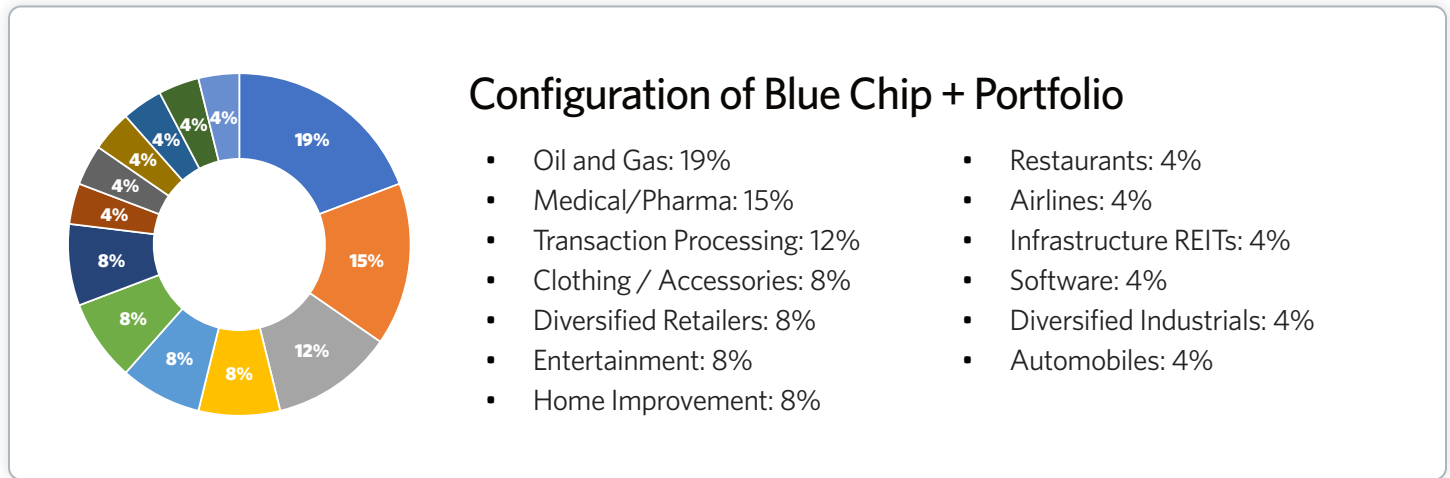 Configuration of Blue Chip + Portfolio
▪ Oil and Gas: 19%
▪ Medical/Pharma: 15%
▪ Transaction Processing: 12%
▪ Clothing / Accessories: 8%
▪ Diversified Retailers: 8%
▪ Entertainment: 8%
▪ Home Improvement: 8%
▪ Restaurants: 4%
▪ Airlines: 4%
▪ Infrastructure REITs: 4%
▪ Software: 4%
▪ Diversified Industrials: 4%
▪ Automobiles: 4%
19%
15%
12%
8%
8%
8%
8%
4%
4%
4%
4%
4%
4%